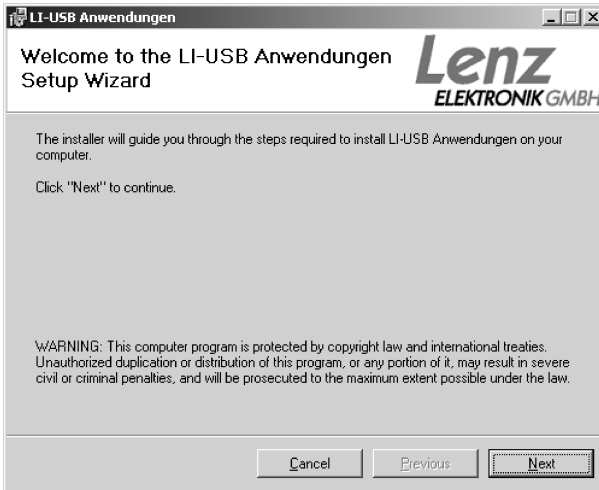 LI-USB Anwendungen
Welcome to the LI-USB Anwendungen
Setup Wizard
Lenz
ELEKTRONIK GMBH
The installer will guide you through the steps required to install LI-USB Anwendungen on your
computer.
Click "Next" to continue.
WARNING: This computer program is protected by copyright law and international treaties.
Unauthorized duplication or distribution of this program, or any portion of it, may result in severe
civil or criminal penalties, and will be prosecuted to the maximum extent possible under the law.
Cancel
Previous
Next